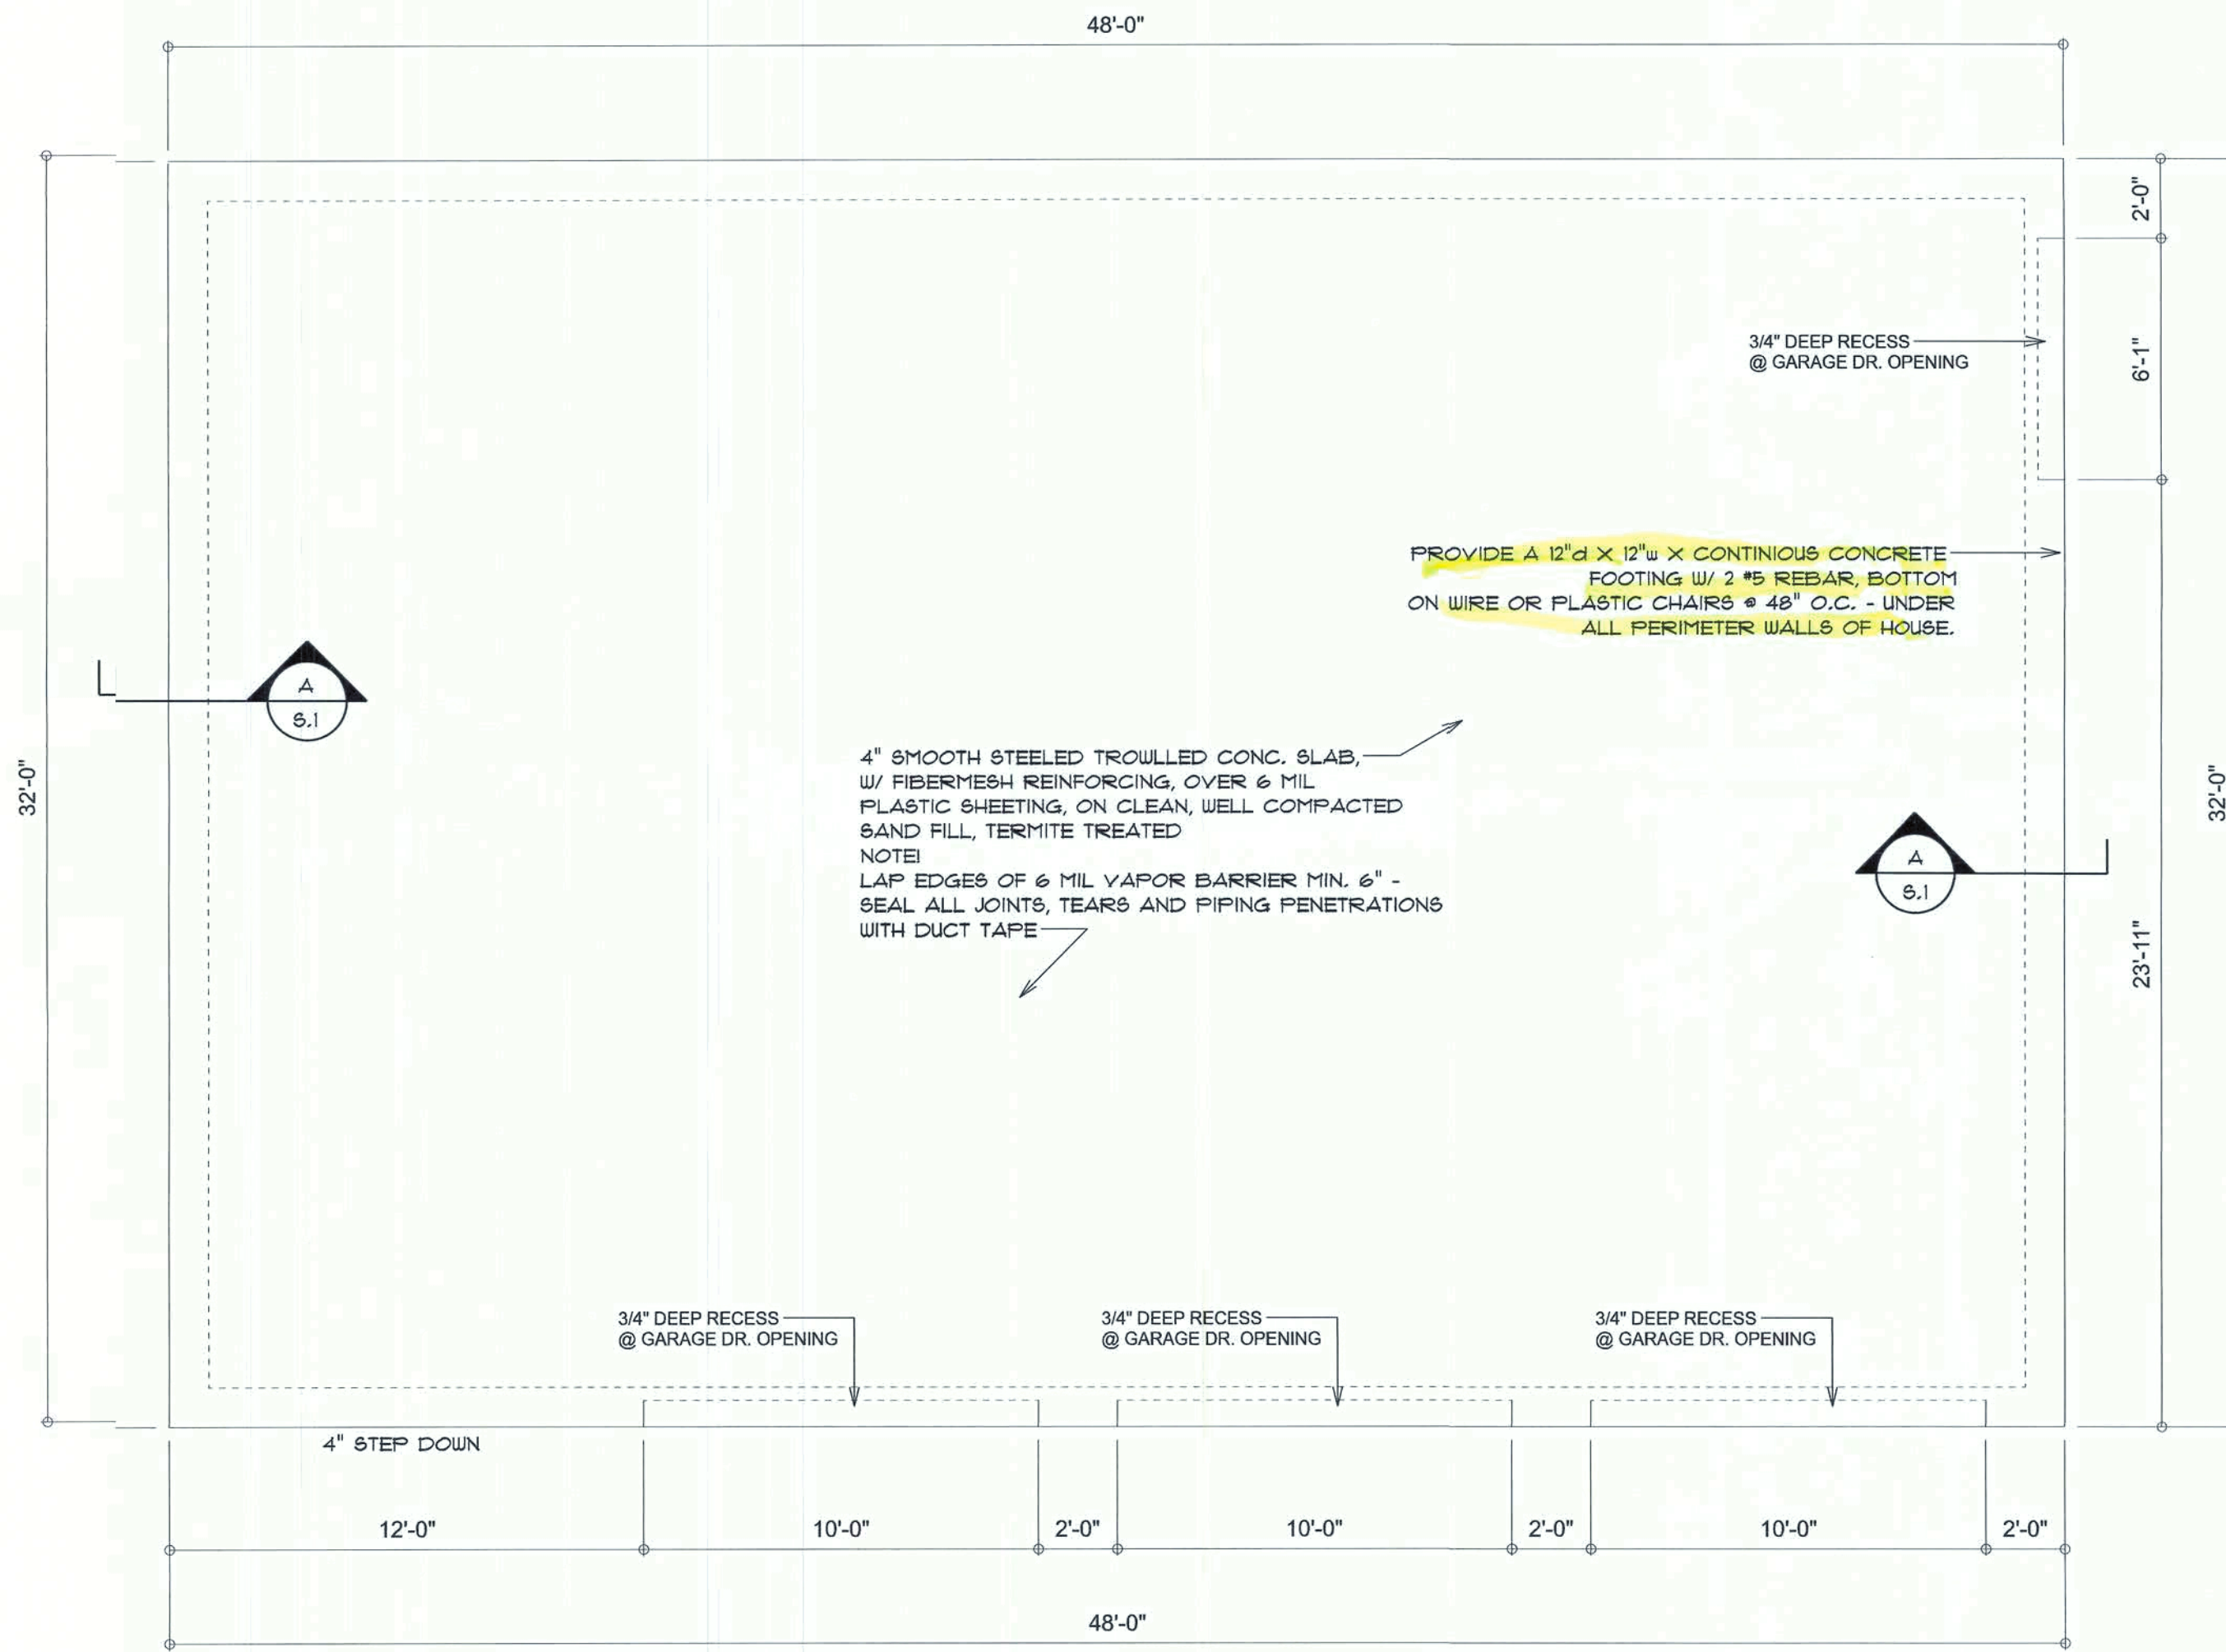 48'-0"
2'-0"
3/4" DEEP RECESS
@ GARAGE DR. OPENING
6'-1"
PROVIDE A 12"d X 12"w X CONTINIOUS CONCRETE
FOOTING W/ 2 #5 REBAR, BOTTOM
ON WIRE OR PLASTIC CHAIRS @ 48" O.C. - UNDER
ALL PERIMETER WALLS OF HOUSE.
A
S.1
32'-0"
4" SMOOTH STEELED TROWLLED CONC. SLAB,
W/ FIBERMESH REINFORCING, OVER 6 MIL
PLASTIC SHEETING, ON CLEAN, WELL COMPACTED
SAND FILL, TERMITE TREATED
NOTE!
LAP EDGES OF 6 MIL VAPOR BARRIER MIN. 6" -
SEAL ALL JOINTS, TEARS AND PIPING PENETRATIONS
WITH DUCT TAPE
32'-0"
A
S.1
23'-11"
3/4" DEEP RECESS
@ GARAGE DR. OPENING
3/4" DEEP RECESS
@ GARAGE DR. OPENING
3/4" DEEP RECESS
@ GARAGE DR. OPENING
4" STEP DOWN
12'-0"
10'-0"
2'-0"
10'-0"
2'-0"
10'-0"
2'-0"
48'-0"